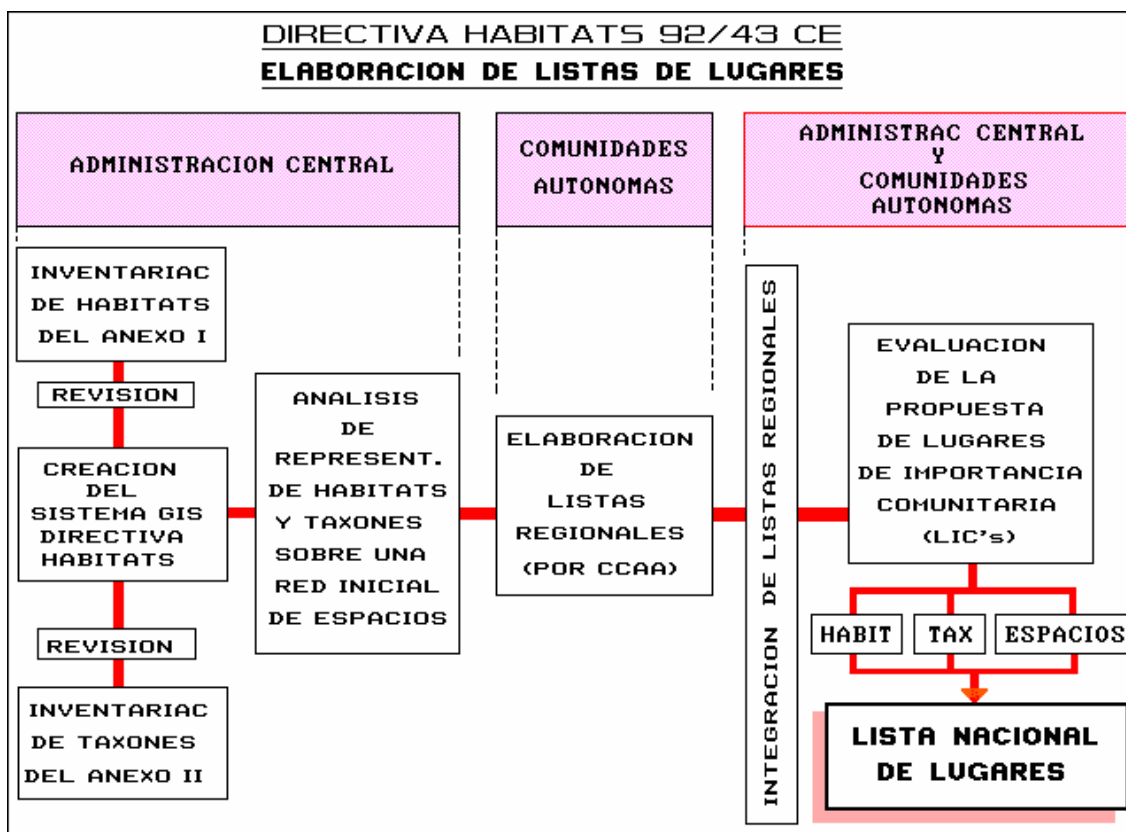 DIRECTIVA HABITATS 92/43 CE
ELABORACION DE LISTAS DE LUGARES
ADMINISTRACION CENTRAL
COMUNIDADES
AUTONOMAS
ADMINISTRAC CENTRAL
Y
COMUNIDADES
AUTONOMAS
INVENTARIAC
DE HABITATS
DEL ANEXO I
REVISION
CREACION
DEL
SISTEMA GIS
DIRECTIVA
HABITATS
REVISION
INVENTARIAC
DE TAXONES
DEL ANEXO II
ANALISIS
DE
REPRESENT.
DE HABITATS
Y TAXONES
SOBRE UNA
RED INICIAL
DE ESPACIOS
ELABORACION
DE
LISTAS
REGIONALES
(POR CCAA)
INTEGRACION DE LISTAS REGIONALES
EVALUACION
DE LA
PROPUESTA
DE LUGARES
DE IMPORTANCIA
COMUNITARIA
(LIC's)
HABIT
TAX
ESPACIOS
LISTA NACIONAL
DE LUGARES